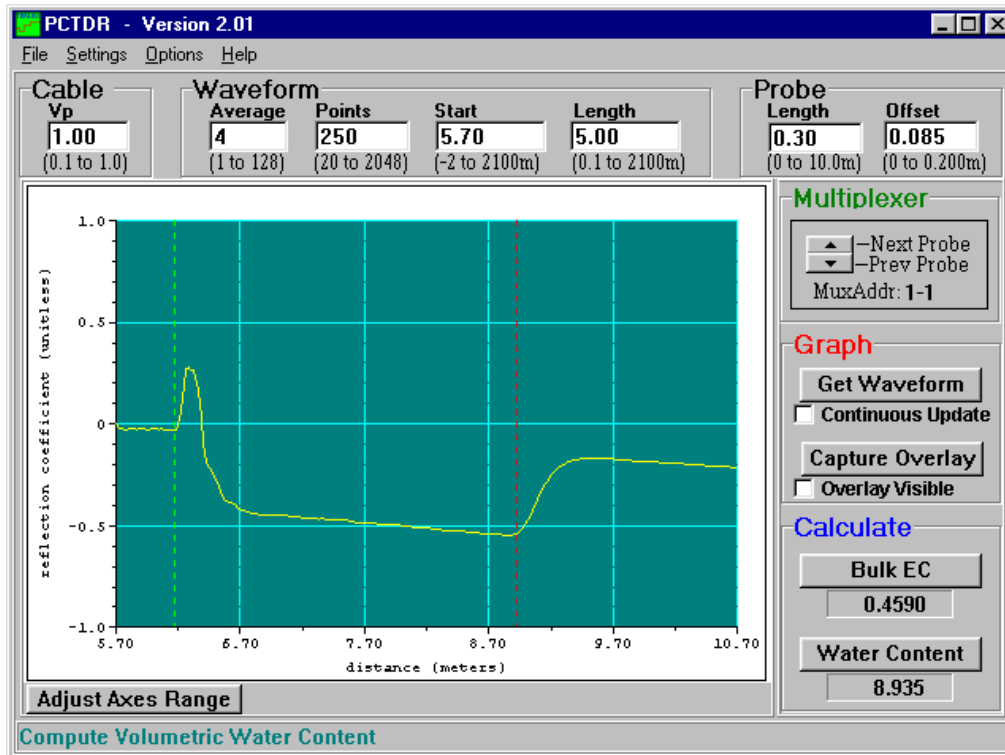 PCTDR - Version 2.01
File Settings Options Help
Cable
Vp
1.00
(0.1 to 1.0)
Waveform
Average Points Start Length
4 250 5.70 5.00
(1 to 128) (20 to 2048) (-2 to 2100m) (0.1 to 2100m)
Probe
Length Offset
0.30 0.085
(0 to 10.0m) (0 to 0.200m)
reflection coefficient (unitless)
1.0
0.5
0
-0.5
-1.0
5.70 6.70 7.70 8.70 9.70 10.70
distance (meters)
Adjust Axes Range
Multiplexer
Next Probe
Prev Probe
MuxAddr: 1-1
Graph
Get Waveform
Continuous Update
Capture Overlay
Overlay Visible
Calculate
Bulk EC
0.4590
Water Content
8.935
Compute Volumetric Water Content